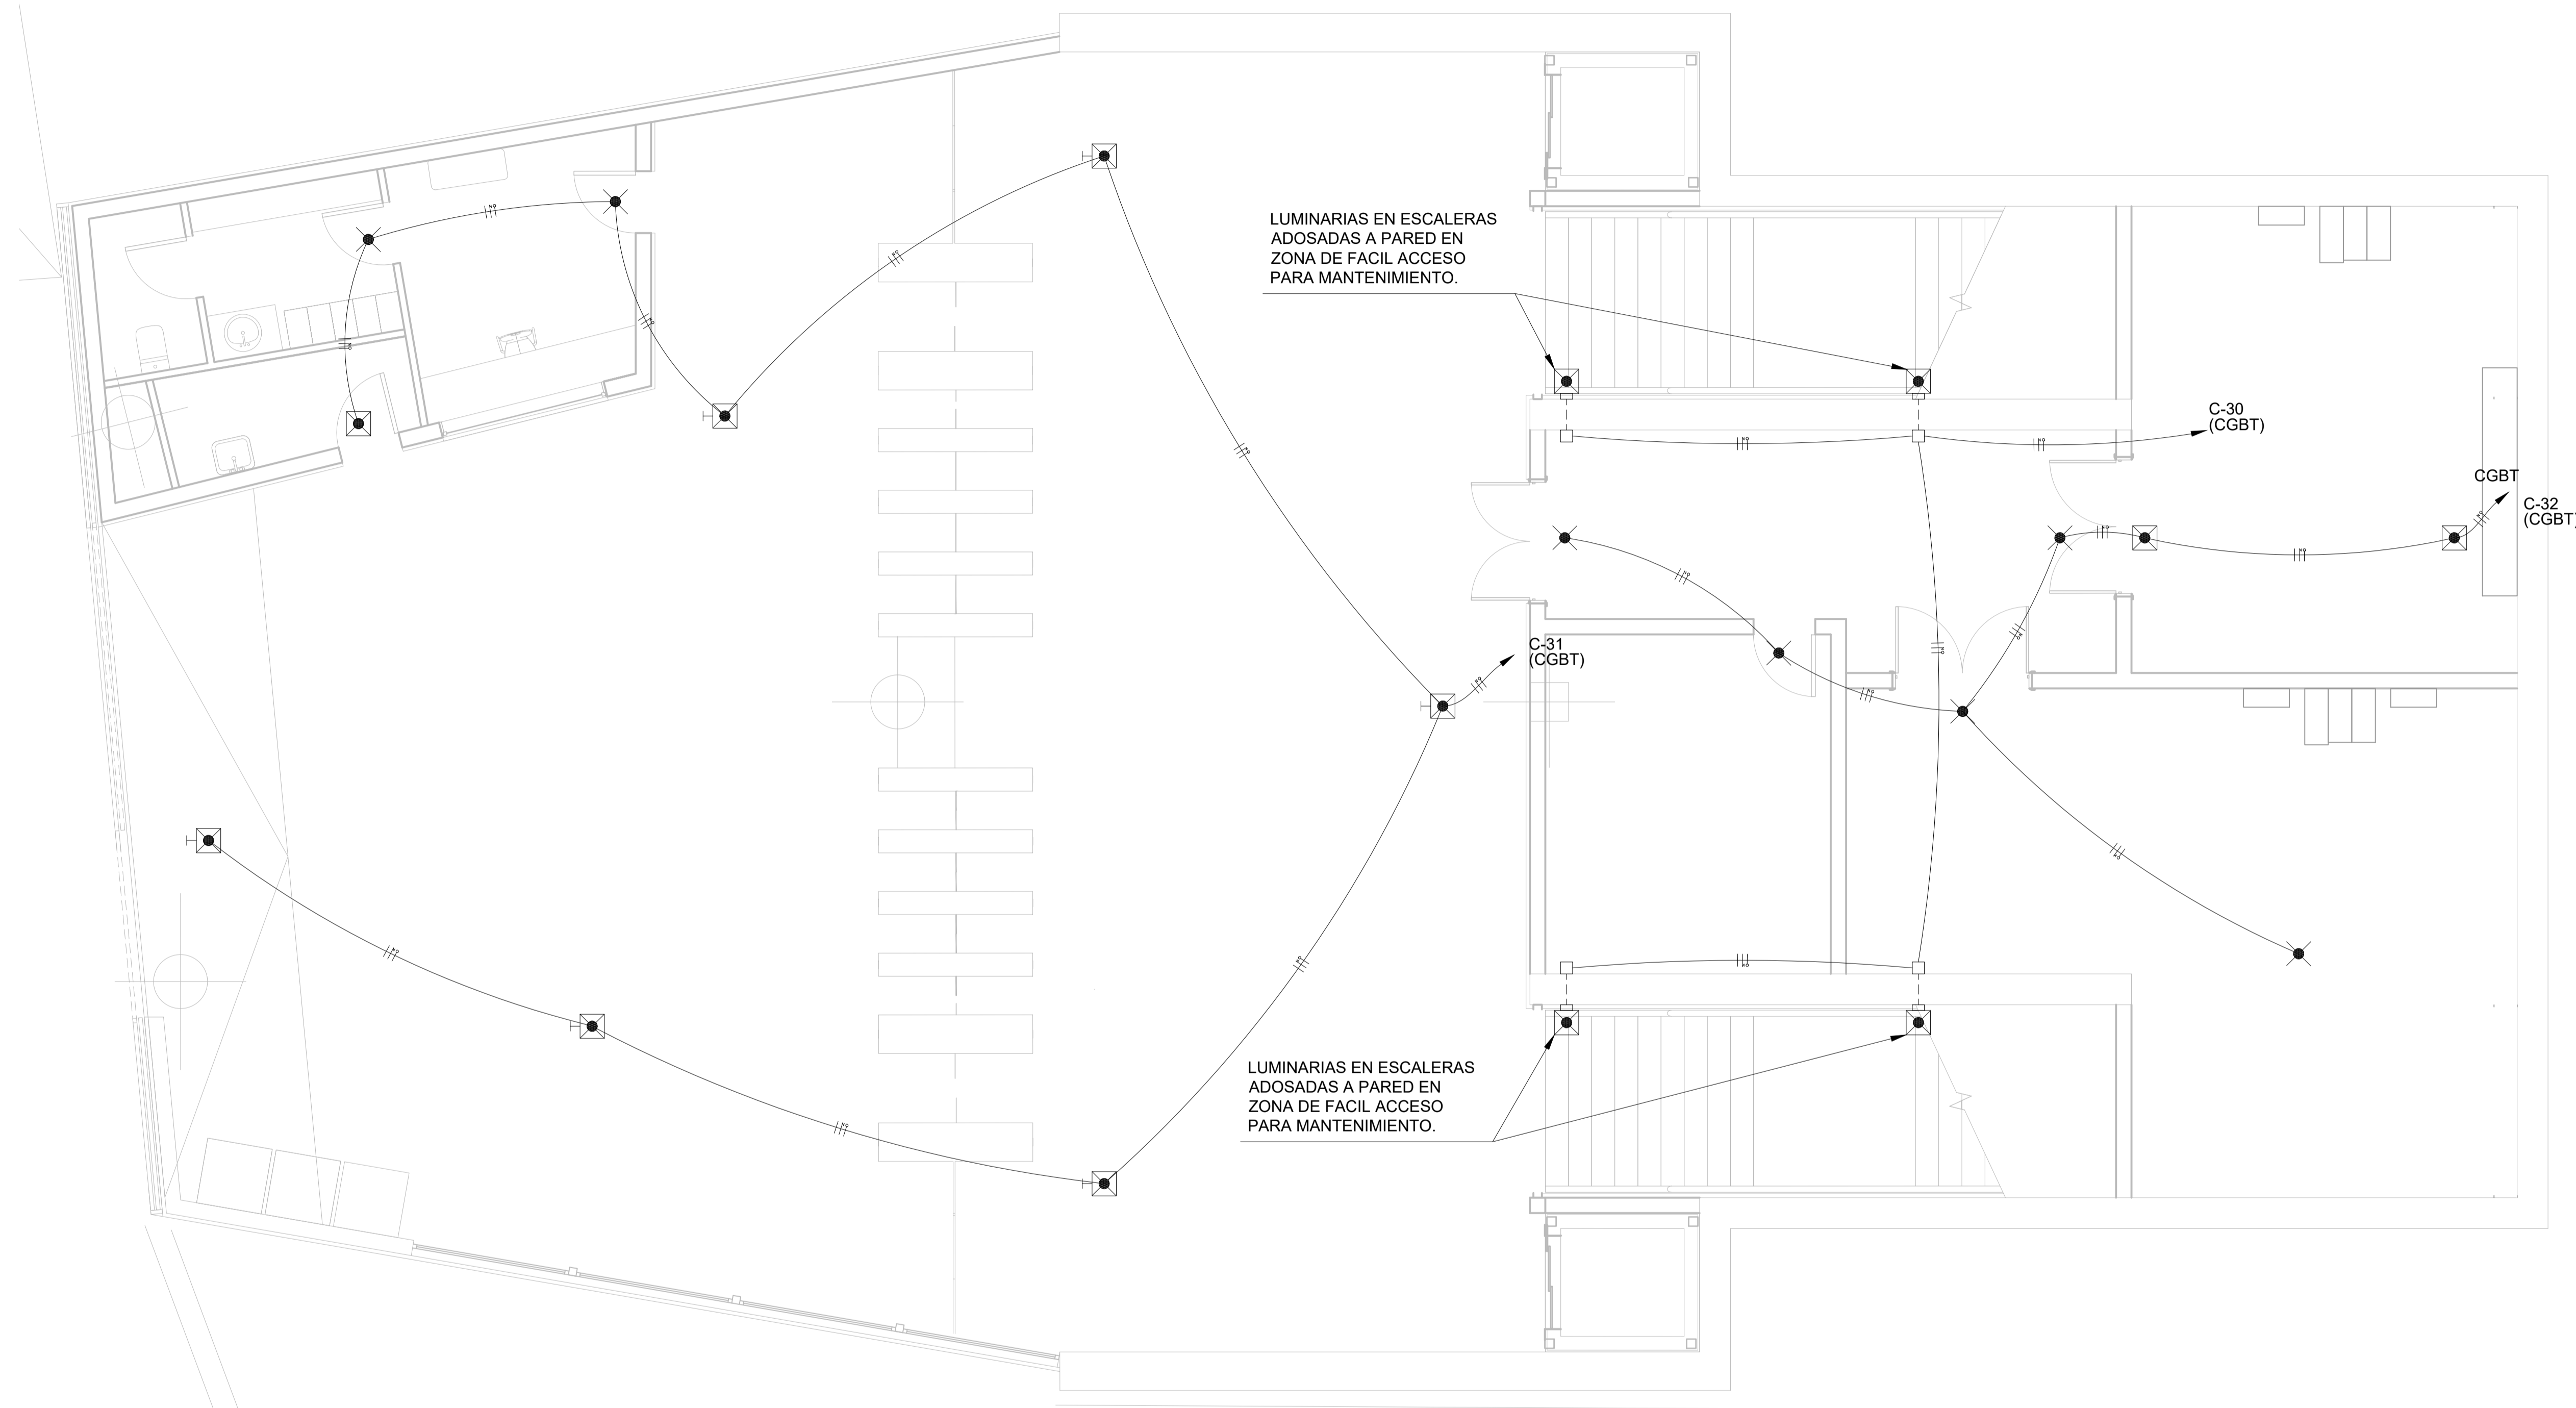 LUMINARIAS EN ESCALERAS
ADOSADAS A PARED EN
ZONA DE FACIL ACCESO
PARA MANTENIMIENTO.
C-30
(CGBT)
CGBT
C-32
(CGBT)
C-31
(CGBT)
LUMINARIAS EN ESCALERAS
ADOSADAS A PARED EN
ZONA DE FACIL ACCESO
PARA MANTENIMIENTO.